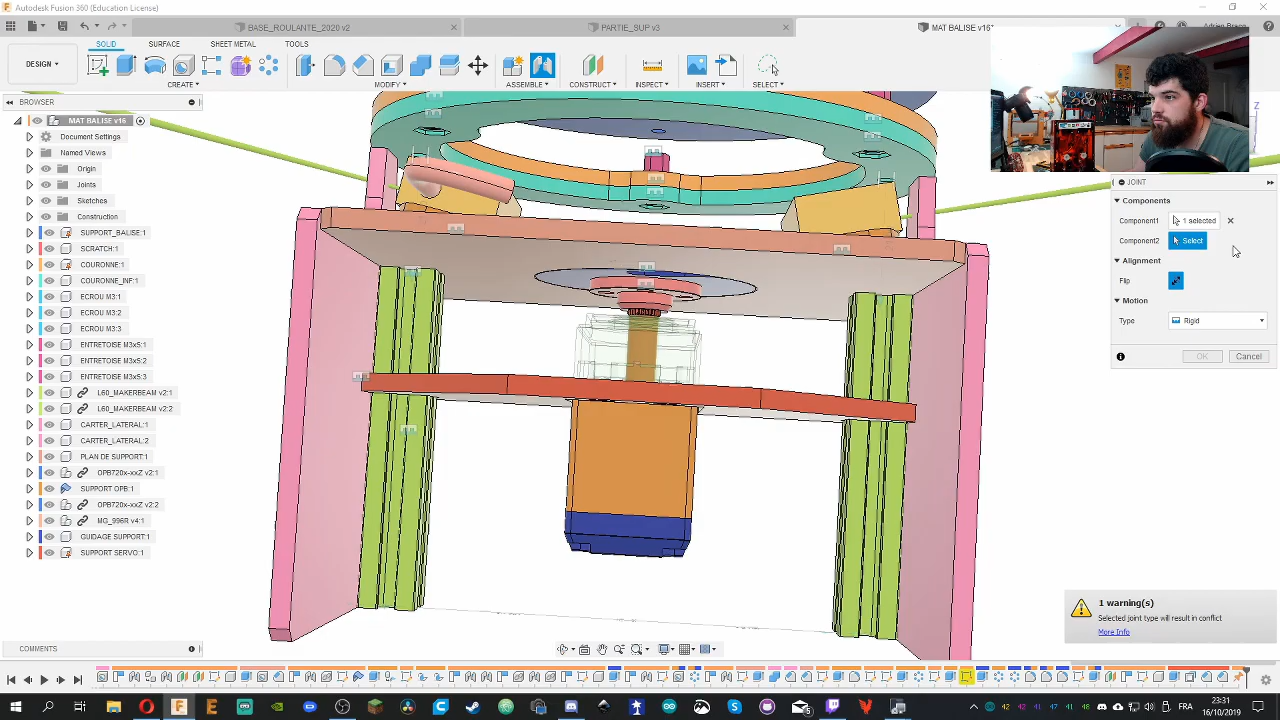 Autodesk Fusion 360 (Education License)
BASE_ROULANTE_2020 v2
PARTIE_SUP v3
MAT BALISE v16*
SOLID
SURFACE
SHEET METAL
TOOLS
DESIGN
CREATE
MODIFY
ASSEMBLE
CONSTRUCT
INSPECT
INSERT
SELECT
BROWSER
MAT BALISE v16
Document Settings
Named Views
Origin
Joints
Sketches
Construction
SUPPORT_BALISE:1
SCRATCH:1
COURONNE:1
COURONNE_INF:1
ECROU M3:1
ECROU M3:2
ECROU M3:3
ENTRETOISE M3x5:1
ENTRETOISE M3x5:2
ENTRETOISE M3x5:3
L60_MAKERBEAM v2:1
L60_MAKERBEAM v2:2
CARTER_LATERAL:1
CARTER_LATERAL:2
PLAN DE SUPPORT:1
OPB720x-xxZ v2:1
SUPPORT OPB:1
OPB720x-xxZ v2:2
MG_996R v4:1
GUIDAGE SUPPORT:1
SUPPORT SERVO:1
COMMENTS
Z
JOINT
Components
Component1 1 selected
Component2 Select
Alignment
Flip
Motion
Type Rigid
OK Cancel
1 warning(s)
Selected joint type will result in conflict
More Info
FRA
23:31
16/10/2019